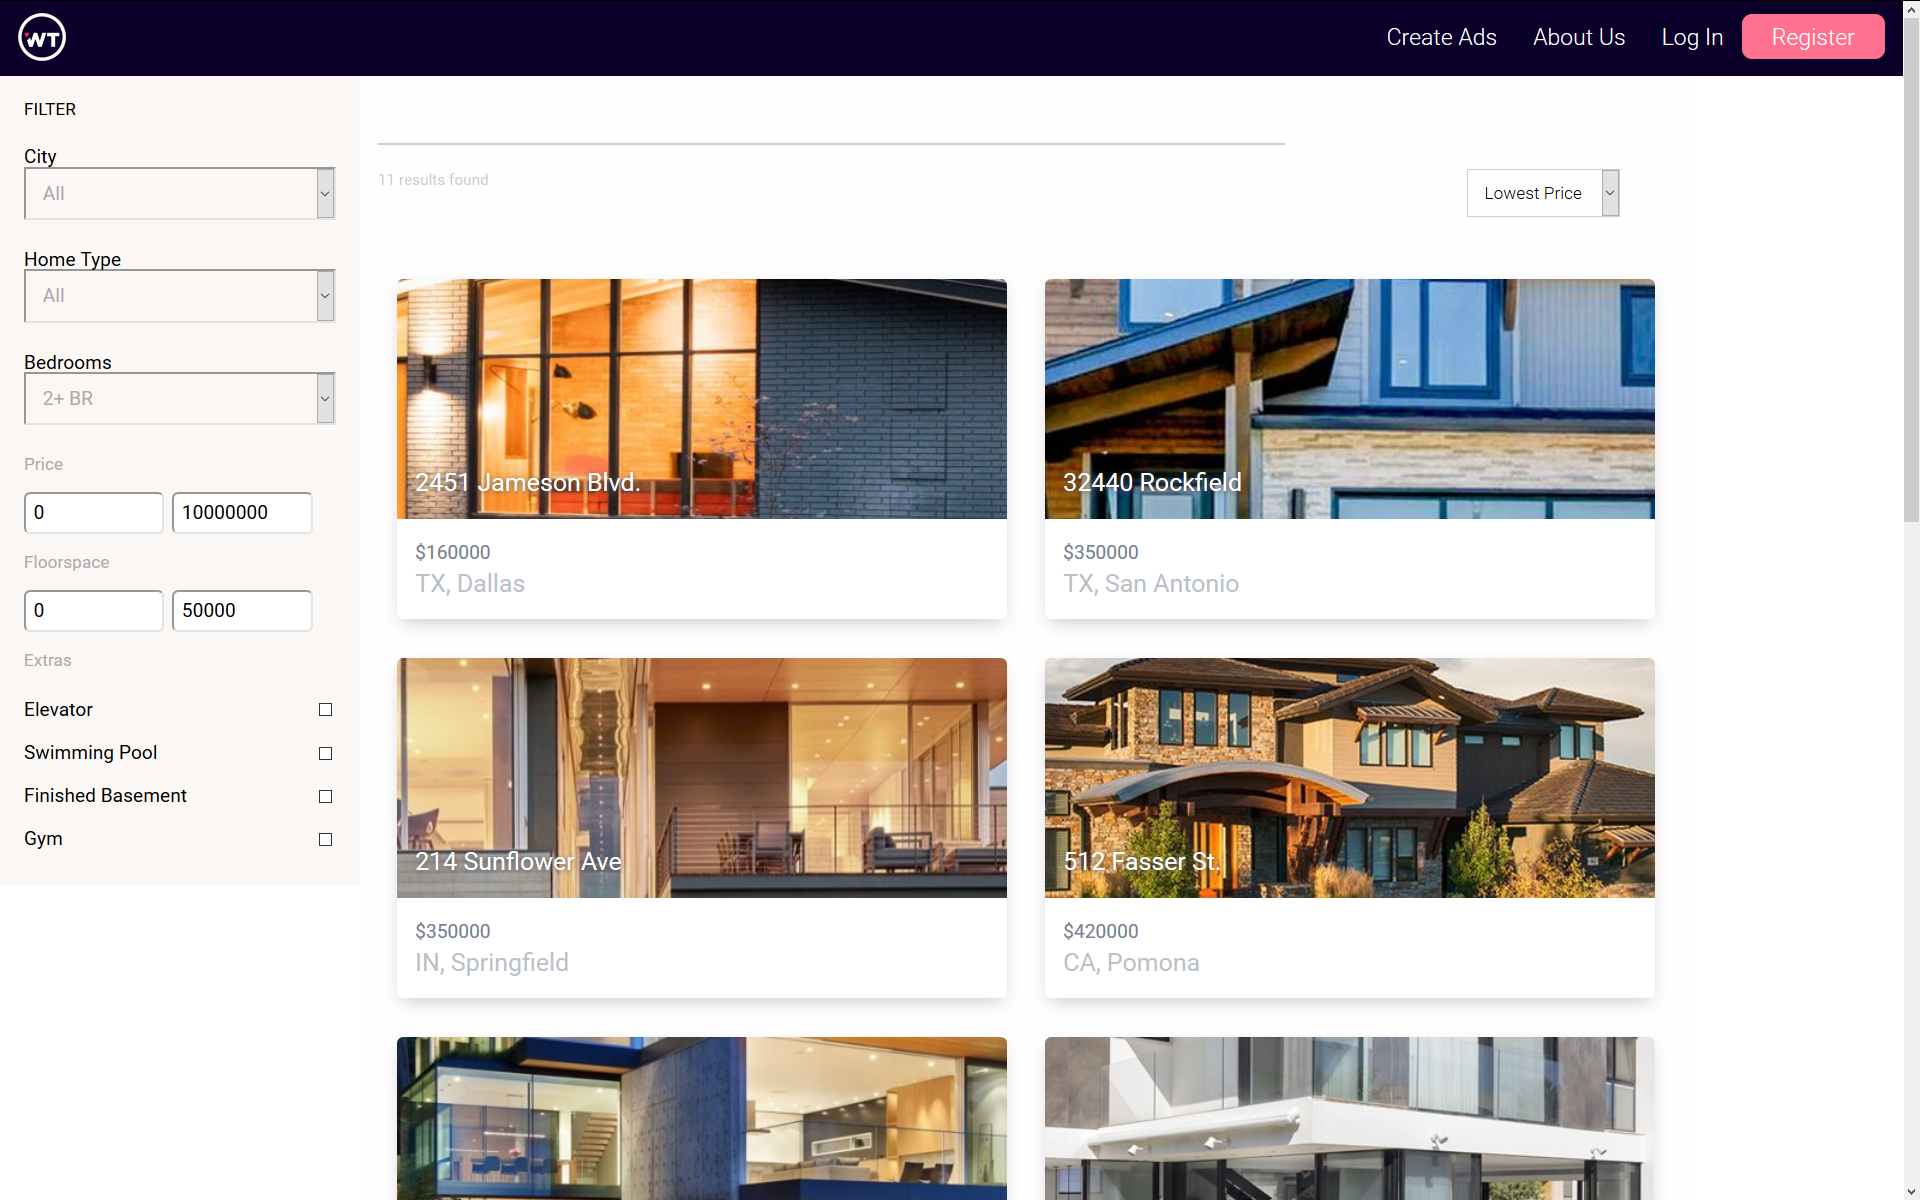 WT
Create Ads
About Us
Log In
Register
FILTER
City
All
Home Type
All
Bedrooms
2+ BR
Price
0
10000000
Floorspace
0
50000
Extras
Elevator
Swimming Pool
Finished Basement
Gym
11 results found
Lowest Price
2451 Jameson Blvd.
$160000
TX, Dallas
32440 Rockfield
$350000
TX, San Antonio
214 Sunflower Ave
$350000
IN, Springfield
512 Fasser St.
$420000
CA, Pomona